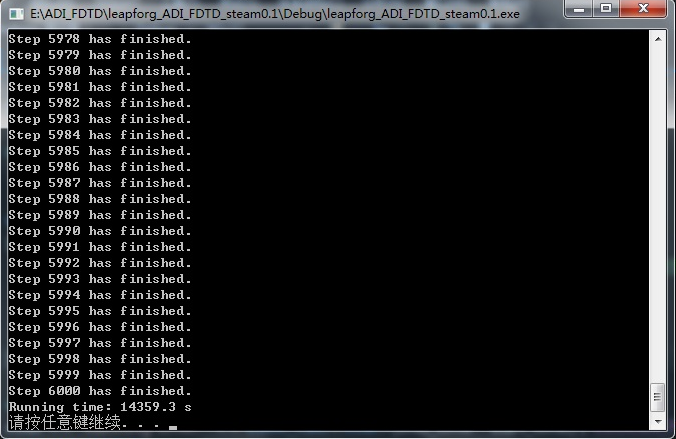 E:\ADI_FDTD\leapforg_ADI_FDTD_steam0.1\Debug\leapforg_ADI_FDTD_steam0.1.exe
Step 5978 has finished.
Step 5979 has finished.
Step 5980 has finished.
Step 5981 has finished.
Step 5982 has finished.
Step 5983 has finished.
Step 5984 has finished.
Step 5985 has finished.
Step 5986 has finished.
Step 5987 has finished.
Step 5988 has finished.
Step 5989 has finished.
Step 5990 has finished.
Step 5991 has finished.
Step 5992 has finished.
Step 5993 has finished.
Step 5994 has finished.
Step 5995 has finished.
Step 5996 has finished.
Step 5997 has finished.
Step 5998 has finished.
Step 5999 has finished.
Step 6000 has finished.
Running time: 14359.3 s
请按任意键继续. . .